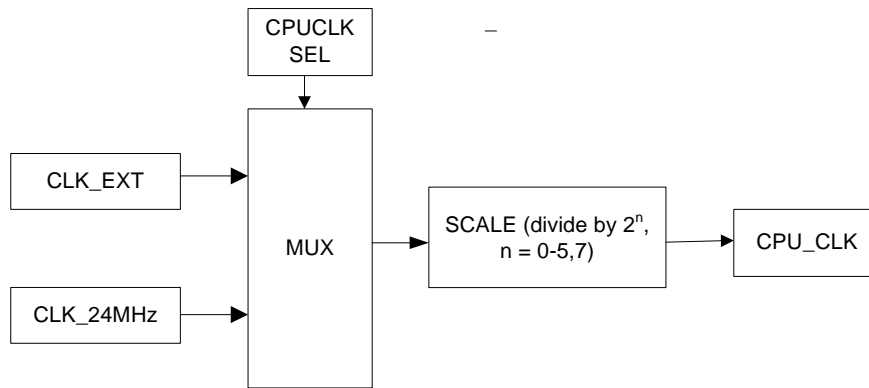 CPUCLK
SEL
CLK_EXT
MUX
SCALE (divide by 2ⁿ,
n = 0-5,7)
CPU_CLK
CLK_24MHz